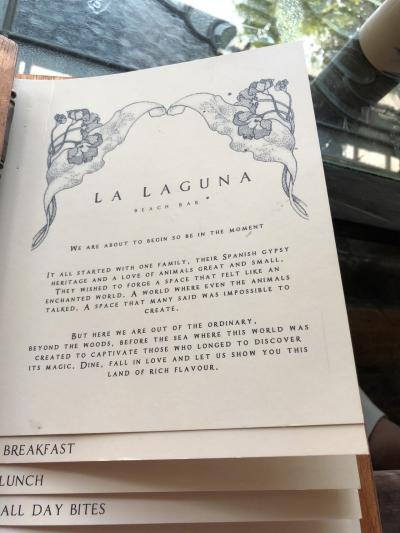 LA LAGUNA
BEACH BAR
WE ARE ABOUT TO BEGIN SO BE IN THE MOMENT
IT ALL STARTED WITH ONE FAMILY, THEIR SPANISH GYPSY
HERITAGE AND A LOVE OF ANIMALS GREAT AND SMALL.
THEY WISHED TO FORGE A SPACE THAT FELT LIKE AN
ENCHANTED WORLD. A WORLD WHERE EVEN THE ANIMALS
TALKED. A SPACE THAT MANY SAID WAS IMPOSSIBLE TO
CREATE.
BUT HERE WE ARE OUT OF THE ORDINARY,
BEYOND THE WOODS, BEFORE THE SEA WHERE THIS WORLD WAS
CREATED TO CAPTIVATE THOSE WHO LONGED TO DISCOVER
ITS MAGIC. DINE, FALL IN LOVE AND LET US SHOW YOU THIS
LAND OF RICH FLAVOUR.
BREAKFAST
LUNCH
ALL DAY BITES